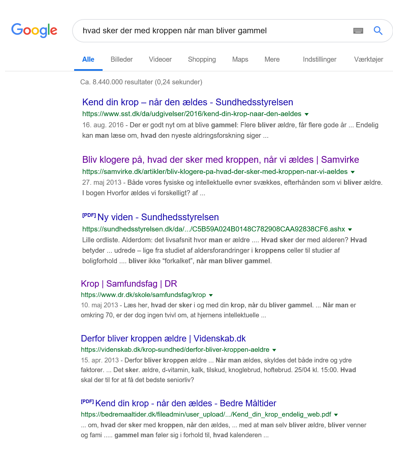 Google
hvad sker der med kroppen når man bliver gammel
Alle Billeder Videoer Shopping Maps Mere Indstillinger Værktøjer
Ca. 8.440.000 resultater (0,24 sekunder)
Kend din krop – når den ældes - Sundhedsstyrelsen
https://www.sst.dk/da/udgivelser/2016/kend-din-krop-naar-den-aeldes
16. aug. 2016 - Der er godt nyt om at blive gammel: Flere bliver ældre, får flere gode år ... Endelig
kan man læse om, hvad den nyeste aldringsforskning siger ...
Bliv klogere på, hvad der sker med kroppen, når vi ældes | Samvirke
https://samvirke.dk/artikler/bliv-klogere-pa-hvad-der-sker-med-kroppen-nar-vi-aeldes
27. maj 2013 - Både vores fysiske og intellektuelle evner svækkes, efterhånden som vi bliver ældre.
I bogen Hvorfor ældes vi forskelligt? af ...
[PDF] Ny viden - Sundhedsstyrelsen
https://sundhedsstyrelsen.dk/da/.../C5B59A024B0148C782908CAA92838CF6.ashx
Lille ordliste. Alderdom: det livsafsnit hvor man er ældre .... Hvad sker der med alderen? Hvad
betyder ... udrede – lige fra studiet af aldersforandringer i kroppens celler til studier af
boligforhold .... bliver ikke "forkalket", når man bliver gammel.
Krop | Samfundsfag | DR
https://www.dr.dk/skole/samfundsfag/krop
10. maj 2013 - Læs her, hvad der sker i og med din krop, når du bliver gammel. ... Når man er
omkring 70, er der dog ingen tvivl om, at hjernens intellektuelle ...
Derfor bliver kroppen ældre | Videnskab.dk
https://videnskab.dk/krop-sundhed/derfor-bliver-kroppen-aeldre
15. apr. 2013 - Derfor bliver kroppen ældre ... Når man ældes, skyldes det både indre og ydre
faktorer. ... Det sker. ældre, d-vitamin, kalk, tilskud, knoglebrud, hoftebrud. 25/04 kl. 15:00. Hvad
skal der til for at få det bedste seniorliv?
[PDF] Kend din krop - når den ældes - Bedre Måltider
https://bedremaaltider.dk/fileadmin/user_upload/.../Kend_din_krop_endelig_web.pdf
... om, hvad der sker med kroppen, når den ældes, ... med at man selv bliver ældre, bliver venner
og fami ..... gammel man føler sig i forhold til, hvad kalenderen ...